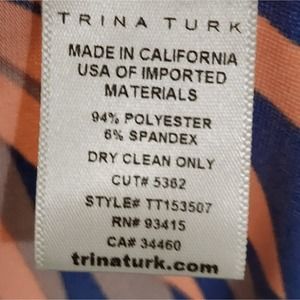 TRINA TURK
MADE IN CALIFORNIA
USA OF IMPORTED
MATERIALS
94% POLYESTER
6% SPANDEX
DRY CLEAN ONLY
CUT# 5362
STYLE# TT153507
RN# 93415
CA# 34460
trinaturk.com